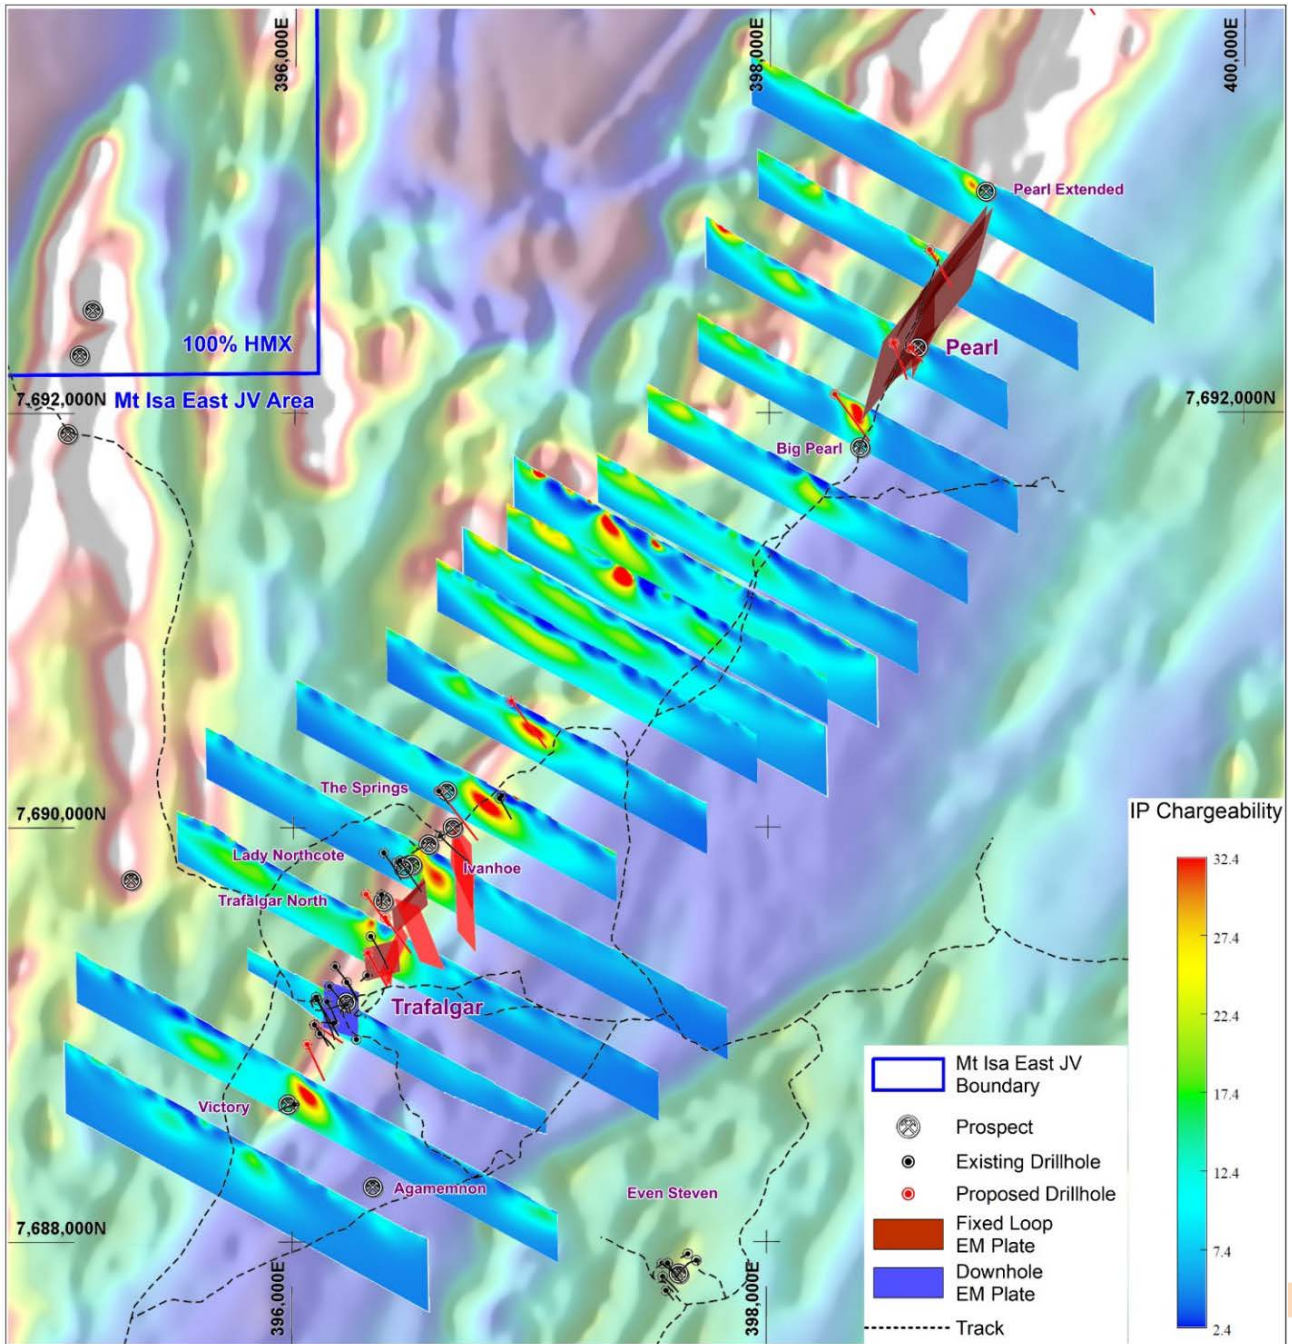 396,000E
398,000E
400,000E
Pearl Extended
100% HMX
Pearl
7,692,000N
Mt Isa East JV Area
7,692,000N
Big Pearl
The Springs
7,690,000N
IP Chargeability
Lady Northcote
Ivanhoe
Trafalgar North
Trafalgar
Victory
Agamemnon
Even Steven
7,688,000N
396,000E
398,000E
32.4
27.4
22.4
17.4
12.4
7.4
2.4
Mt Isa East JV
Boundary
Prospect
Existing Drillhole
Proposed Drillhole
Fixed Loop
EM Plate
Downhole
EM Plate
Track